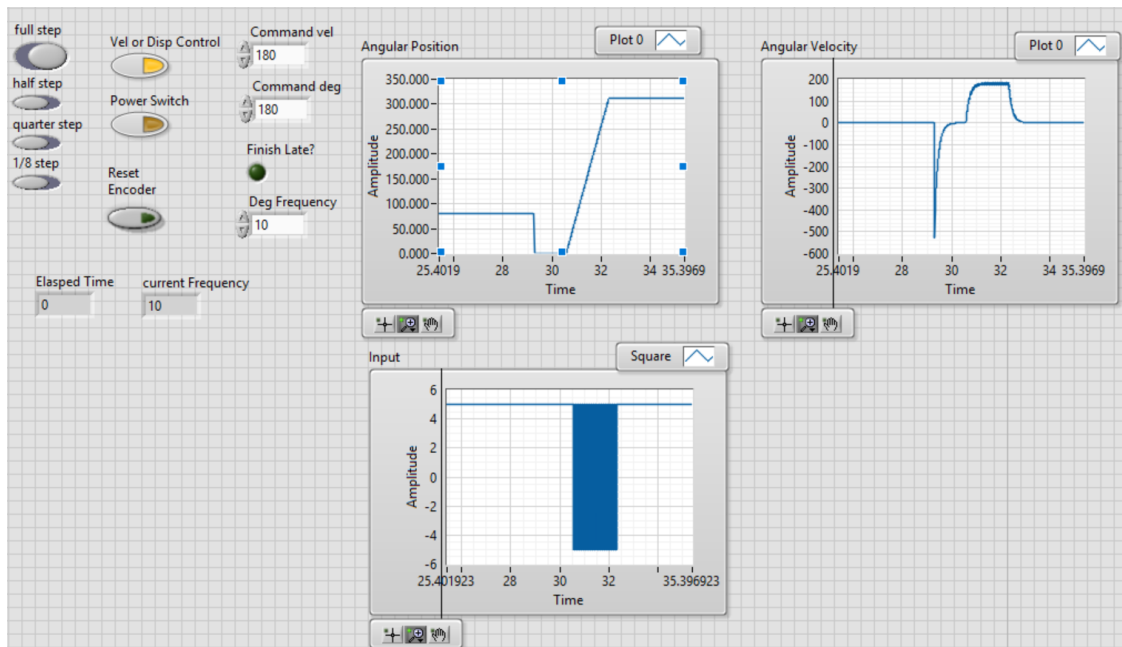 full step
half step
quarter step
1/8 step
Vel or Disp Control
Power Switch
Reset
Encoder
Command vel
180
Command deg
180
Finish Late?
Deg Frequency
10
Elasped Time
0
current Frequency
10
Angular Position
Plot 0
350.000
300.000
250.000
200.000
150.000
100.000
50.000
0.000
Amplitude
25.4019 28 30 32 34 35.3969
Time
Angular Velocity
Plot 0
200
100
0
-100
-200
-300
-400
-500
-600
Amplitude
25.4019 28 30 32 35.3969
Time
Input
Square
6
4
2
0
-2
-4
-6
Amplitude
25.401923 28 30 32 35.396923
Time